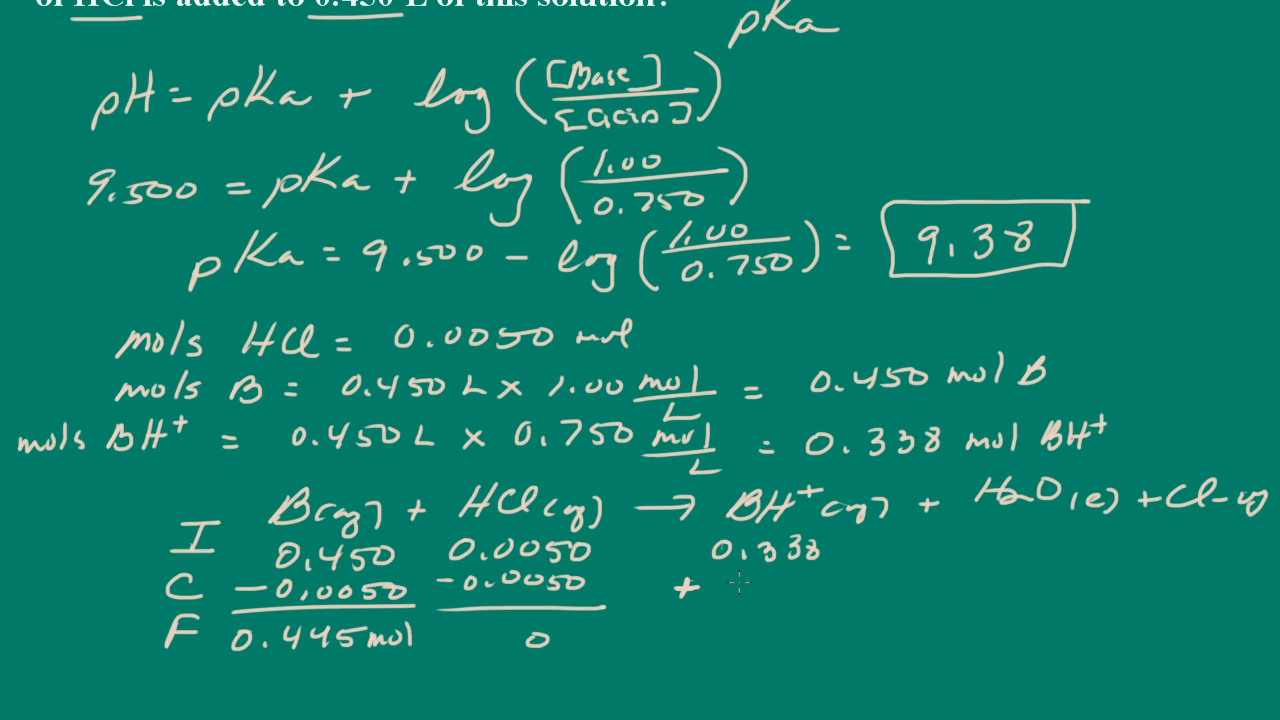 of HCl is added to 0.450 L of this solution?
pKa
pH = pKa + log ([Base] / [acid])
9.500 = pKa + log (1.00 / 0.750)
pKa = 9.500 - log (1.00 / 0.750) = 9.38
mols HCl = 0.0050 mol
mols B = 0.450 L x 1.00 mol/L = 0.450 mol B
mols BH+ = 0.450 L x 0.750 mol/L = 0.338 mol BH+
B(aq) + HCl(aq) → BH+(aq) + H2O(l) + Cl-
I 0.450 0.0050 0.338
C -0.0050 -0.0050 +
F 0.445 mol 0